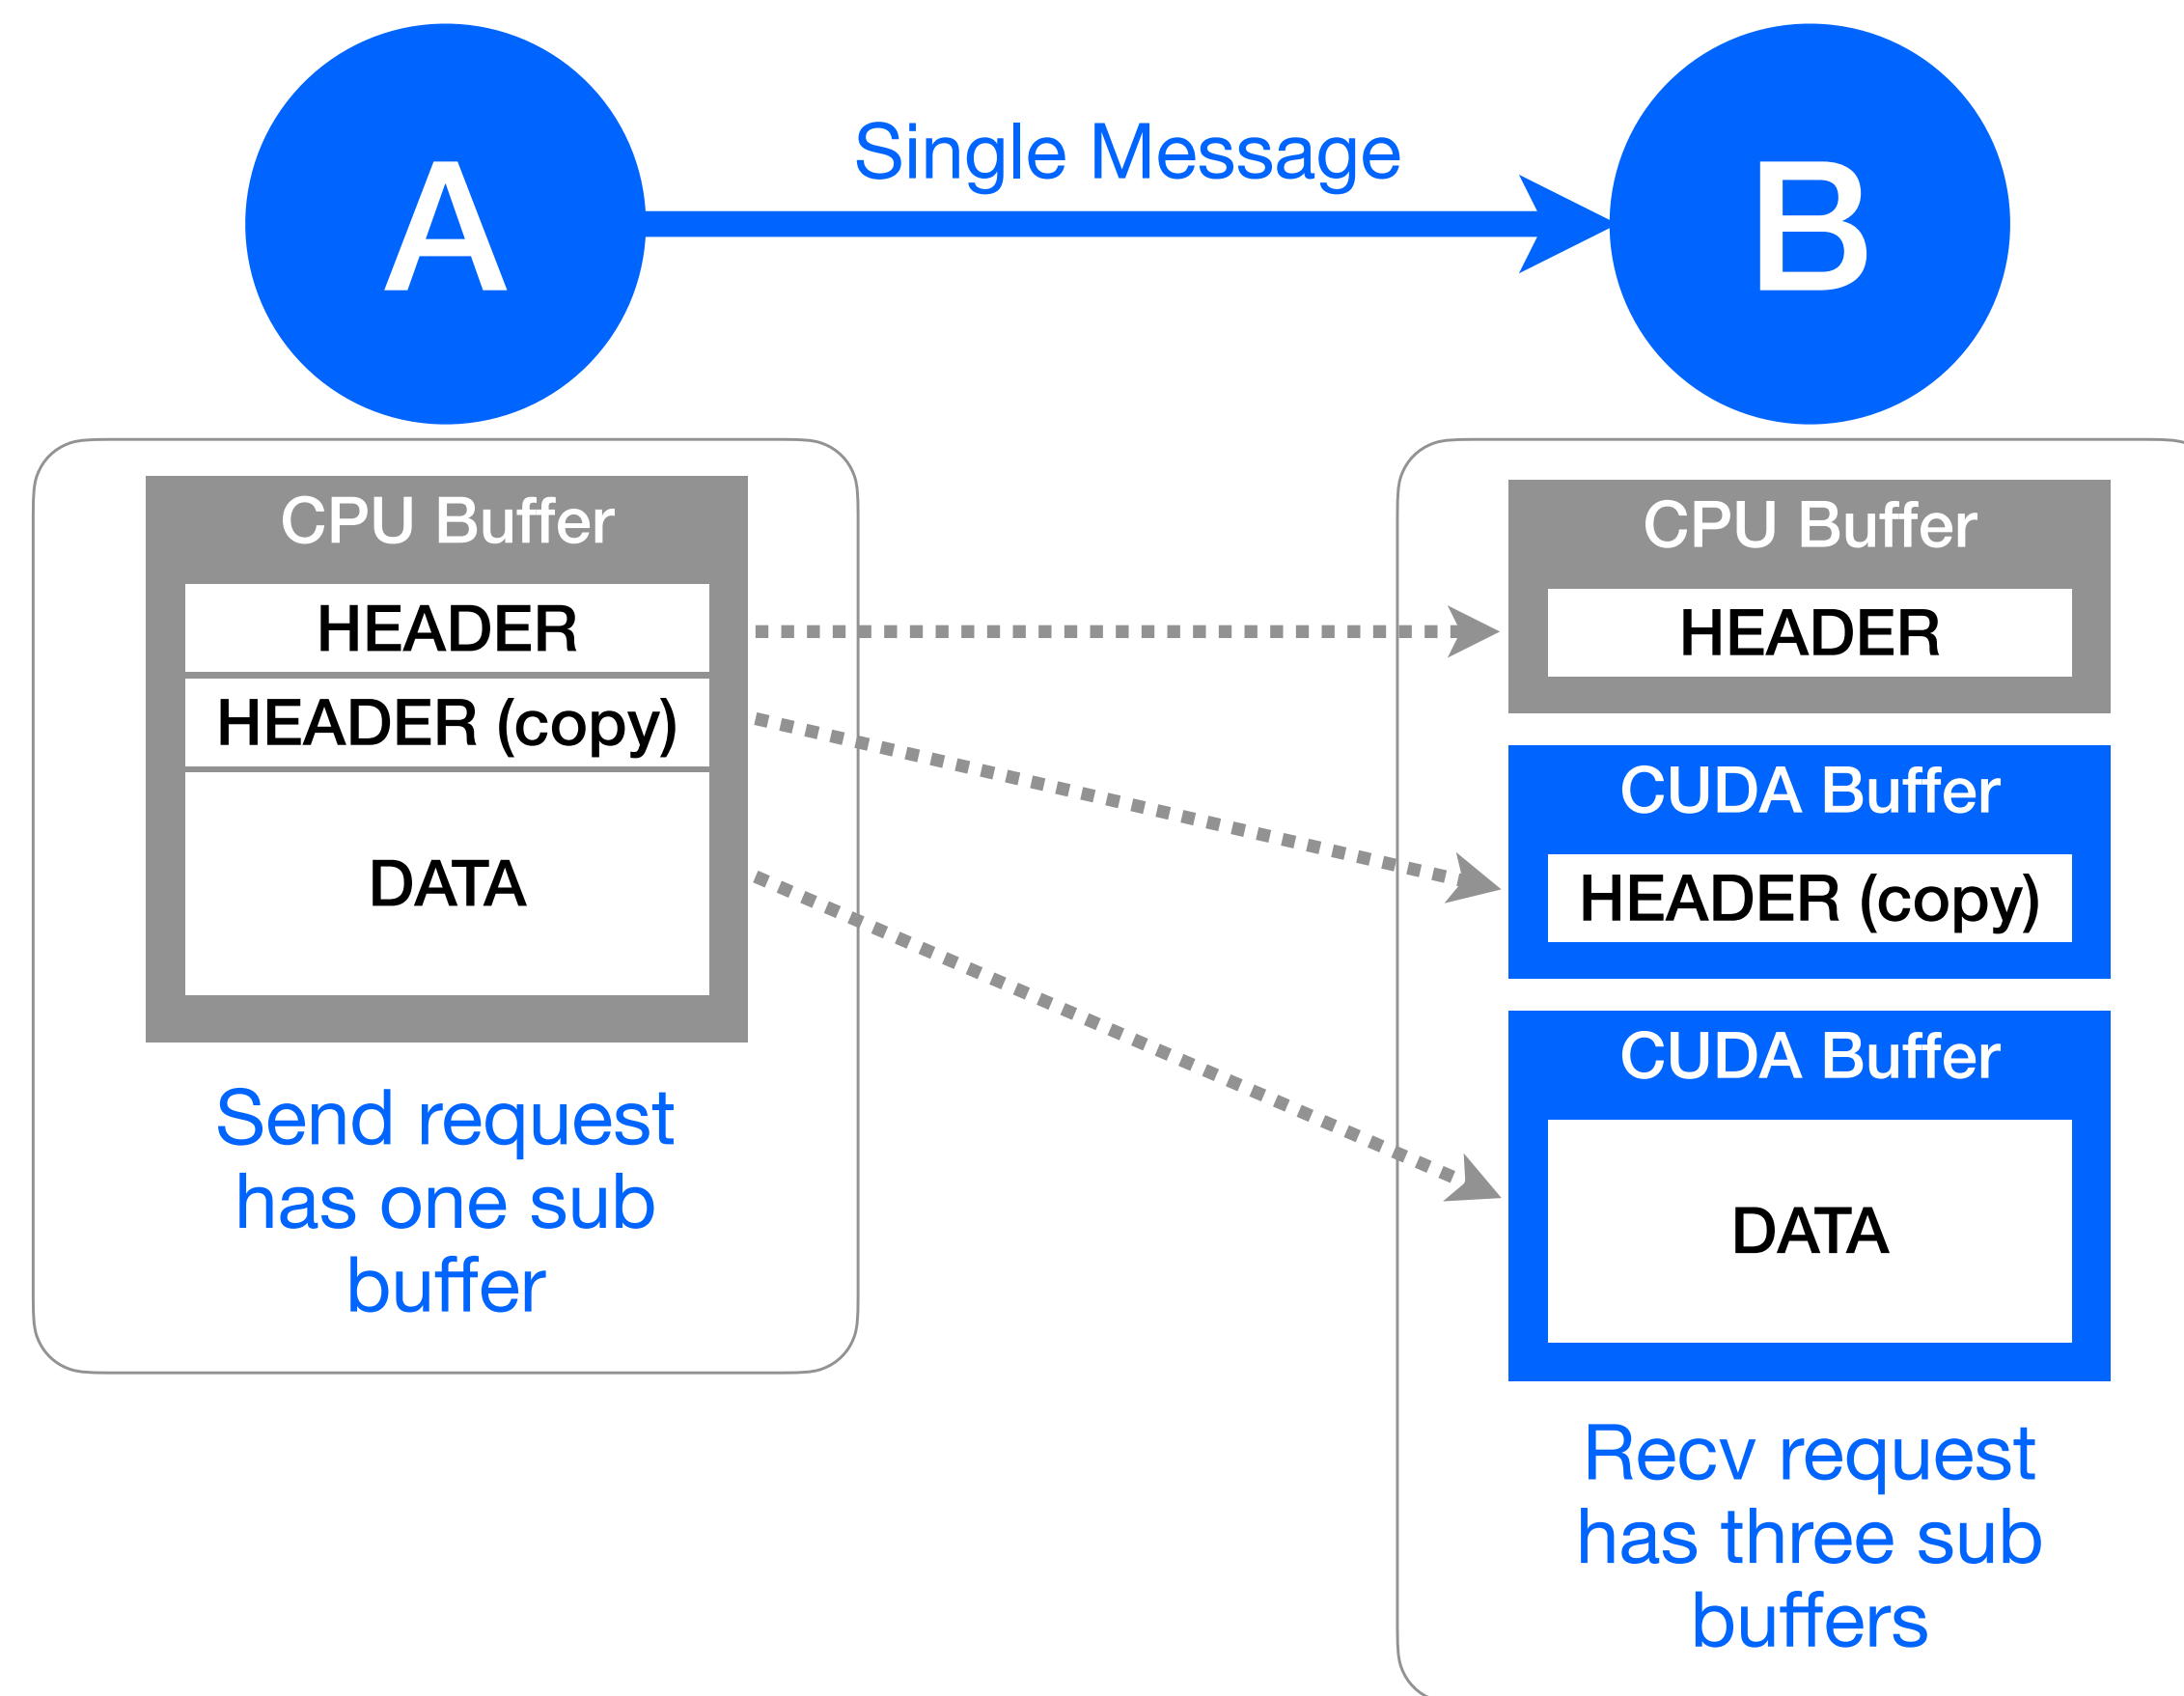 A
Single Message
B
CPU Buffer
HEADER
HEADER (copy)
DATA
Send request
has one sub
buffer
CPU Buffer
HEADER
CUDA Buffer
HEADER (copy)
CUDA Buffer
DATA
Recv request
has three sub
buffers